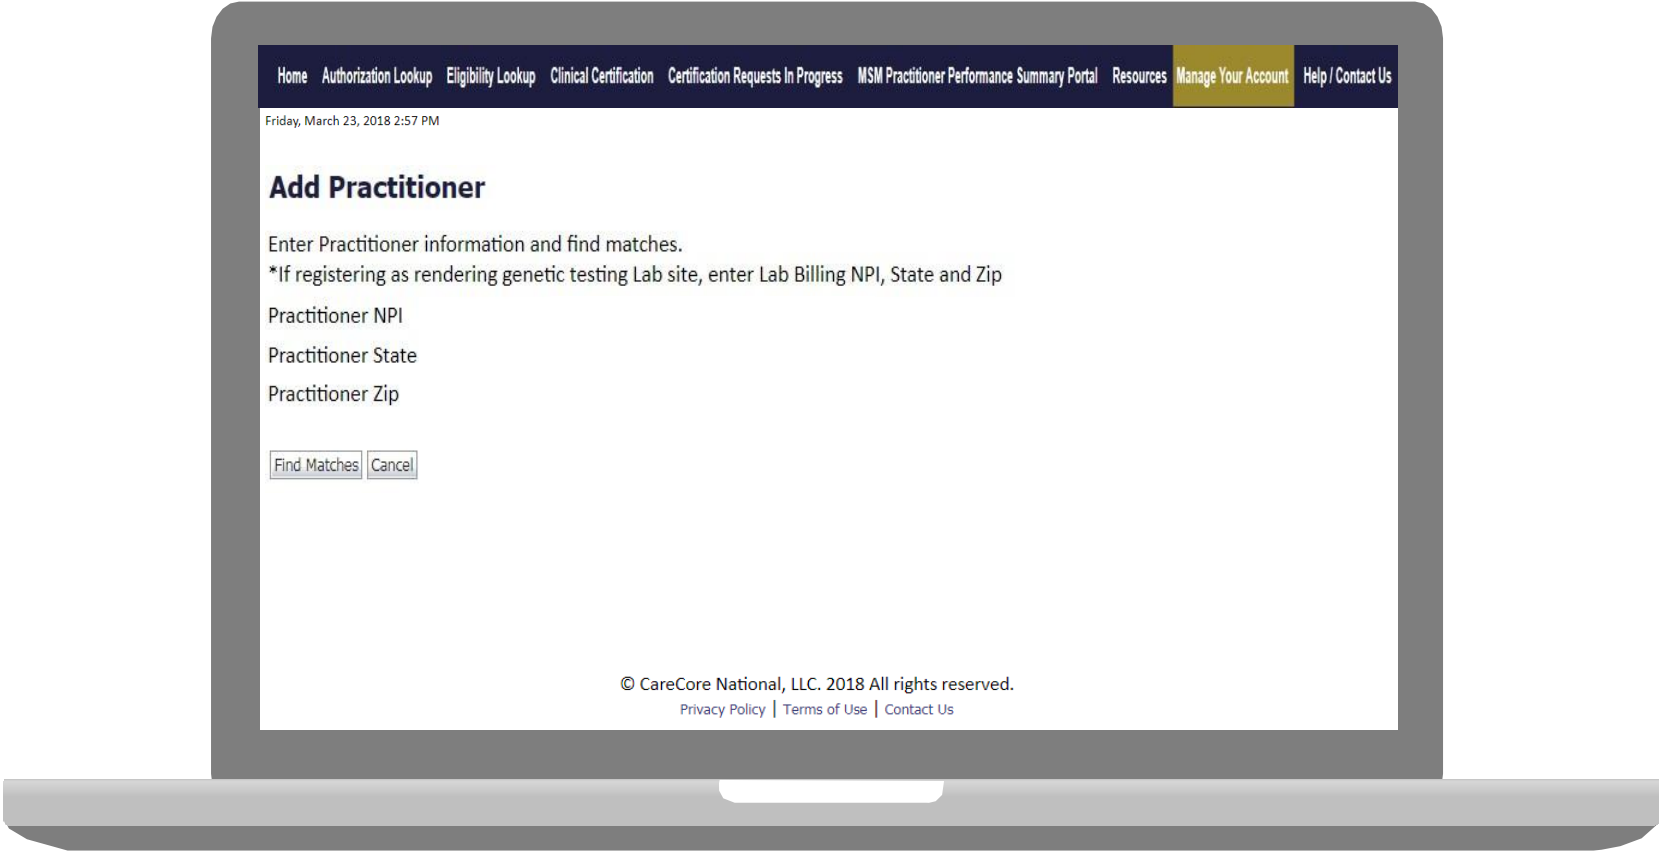 Home Authorization Lookup Eligibility Lookup Clinical Certification Certification Requests In Progress MSM Practitioner Performance Summary Portal Resources Manage Your Account Help / Contact Us
Friday, March 23, 2018 2:57 PM
Add Practitioner
Enter Practitioner information and find matches.
*If registering as rendering genetic testing Lab site, enter Lab Billing NPI, State and Zip
Practitioner NPI
Practitioner State
Practitioner Zip
Find Matches Cancel
© CareCore National, LLC. 2018 All rights reserved.
Privacy Policy | Terms of Use | Contact Us